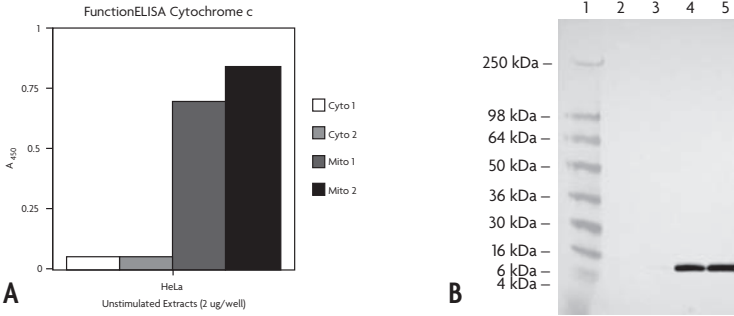 FunctionELISA Cytochrome c
1
0.75
0.5
0.25
0
A 450
HeLa
Unstimulated Extracts (2 ug/well)
Cyto 1
Cyto 2
Mito 1
Mito 2
A
1 2 3 4 5
250 kDa –
98 kDa –
64 kDa –
50 kDa –
36 kDa –
30 kDa –
16 kDa –
6 kDa –
4 kDa –
B